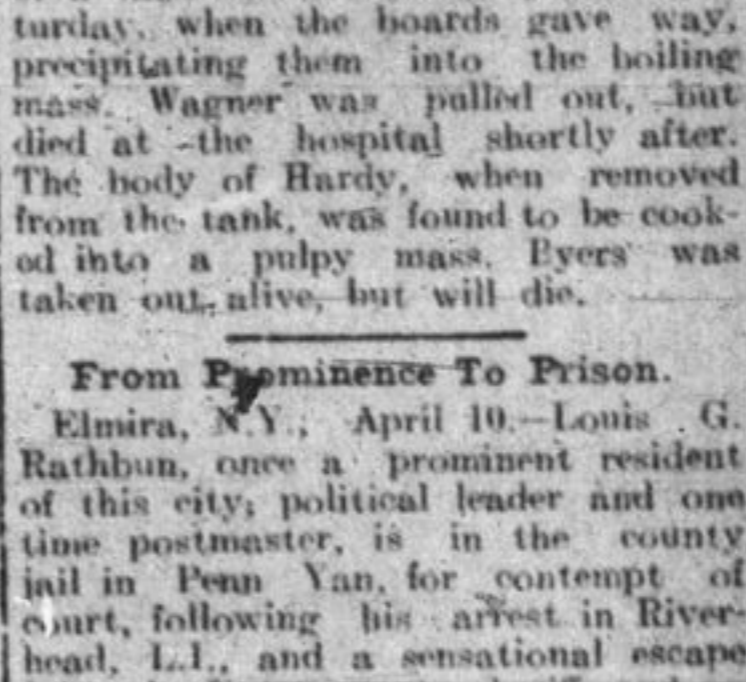 turday, when the boards gave way,
precipitating them into the boiling
mass. Wagner was pulled out, but
died at the hospital shortly after.
The body of Hardy, when removed
from the tank, was found to be cook-
ed into a pulpy mass. Byers was
taken out alive, but will die.
From Prominence To Prison.
Elmira, N.Y., April 10.—Louis G.
Rathbun, once a prominent resident
of this city, political leader and one
time postmaster, is in the county
jail in Penn Yan, for contempt of
court, following his arrest in River-
head, L.I., and a sensational escape